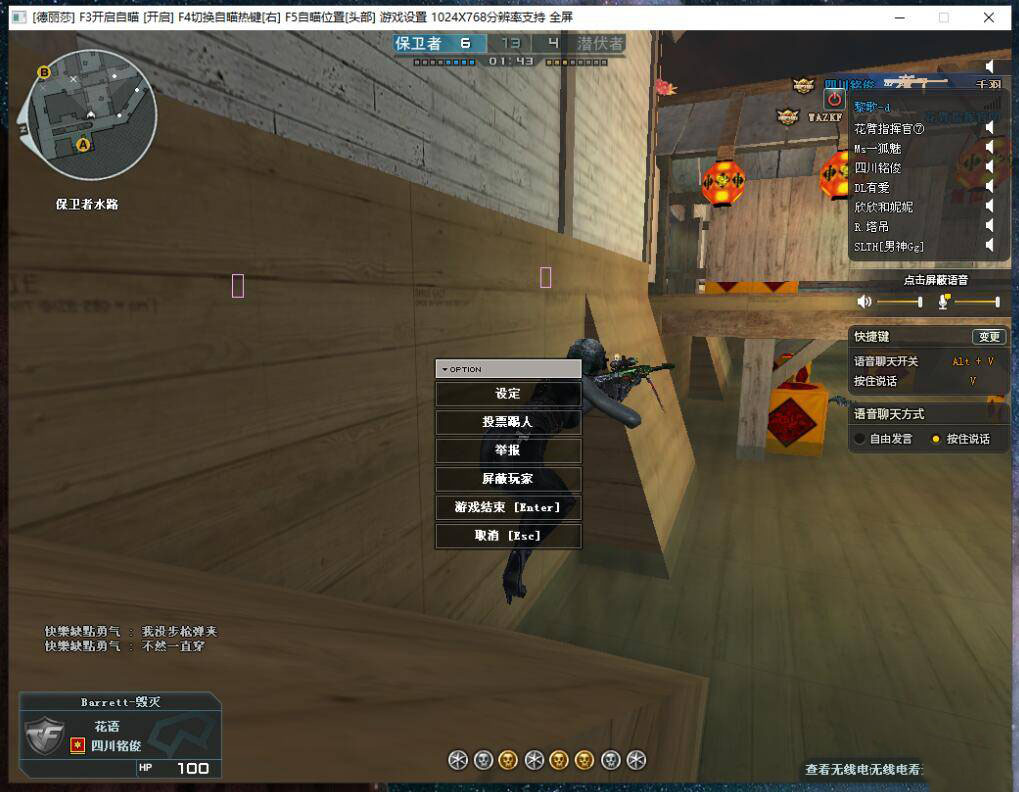 [德丽莎] F3开启自瞄 [开启] F4切换自瞄热键[右] F5自瞄位置[头部] 游戏设置 1024X768分辨率支持 全屏
保卫者 6 13 4 潜伏者
01:43
B
A
N
保卫者水路
四川铭俊
千羽
YAZKF
黎歌-d
花臂指挥官⑦
Ms一狐魅
四川铭俊
DL有爱
欣欣和妮妮
R 塔吊
SLTH[男神Gg]
点击屏蔽语音
快捷键 变更
语音聊天开关 Alt + V
按住说话 V
语音聊天方式
自由发言 按住说话
OPTION
设定
投票踢人
举报
屏蔽玩家
游戏结束 [Enter]
取消 [Esc]
快樂缺點勇气 : 我没步枪弹夹
快樂缺點勇气 : 不然一直穿
Barrett-毁灭
花语
四川铭俊
HP 100
查看无线电无线电看